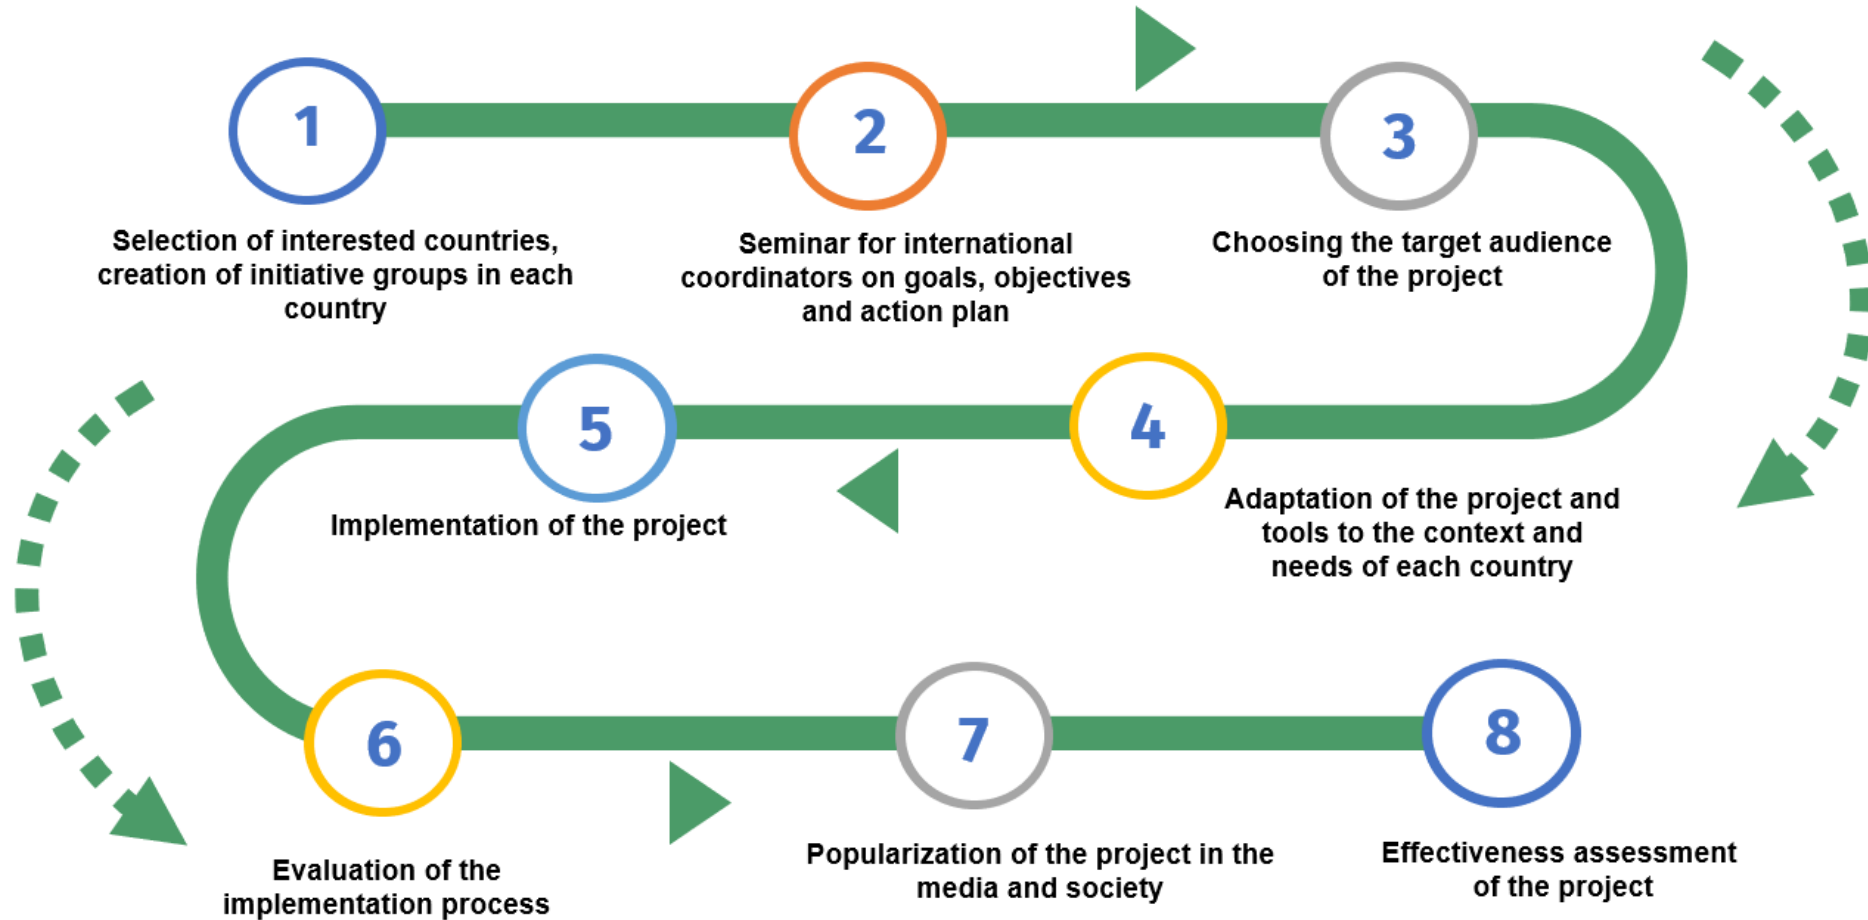 1
Selection of interested countries,
creation of initiative groups in each
country
2
Seminar for international
coordinators on goals, objectives
and action plan
3
Choosing the target audience
of the project
4
Adaptation of the project and
tools to the context and
needs of each country
5
Implementation of the project
6
Evaluation of the
implementation process
7
Popularization of the project in the
media and society
8
Effectiveness assessment
of the project